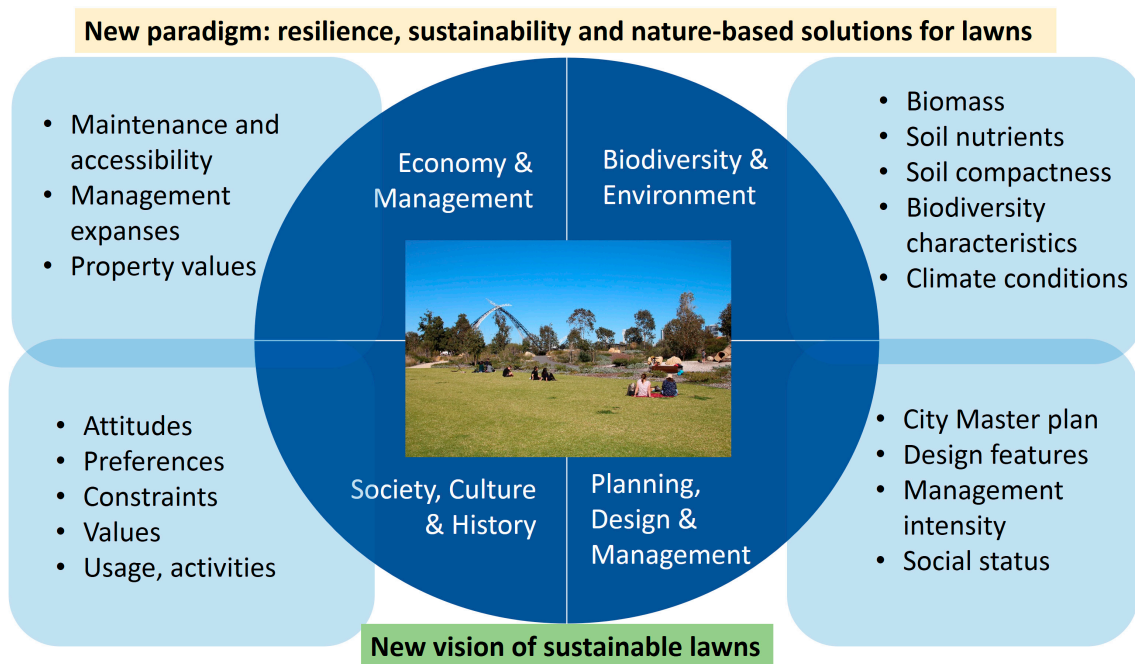 New paradigm: resilience, sustainability and nature-based solutions for lawns
• Maintenance and
accessibility
• Management
expanses
• Property values
Economy &
Management
Biodiversity &
Environment
• Biomass
• Soil nutrients
• Soil compactness
• Biodiversity
characteristics
• Climate conditions
• Attitudes
• Preferences
• Constraints
• Values
• Usage, activities
Society, Culture
& History
Planning,
Design &
Management
• City Master plan
• Design features
• Management
intensity
• Social status
New vision of sustainable lawns